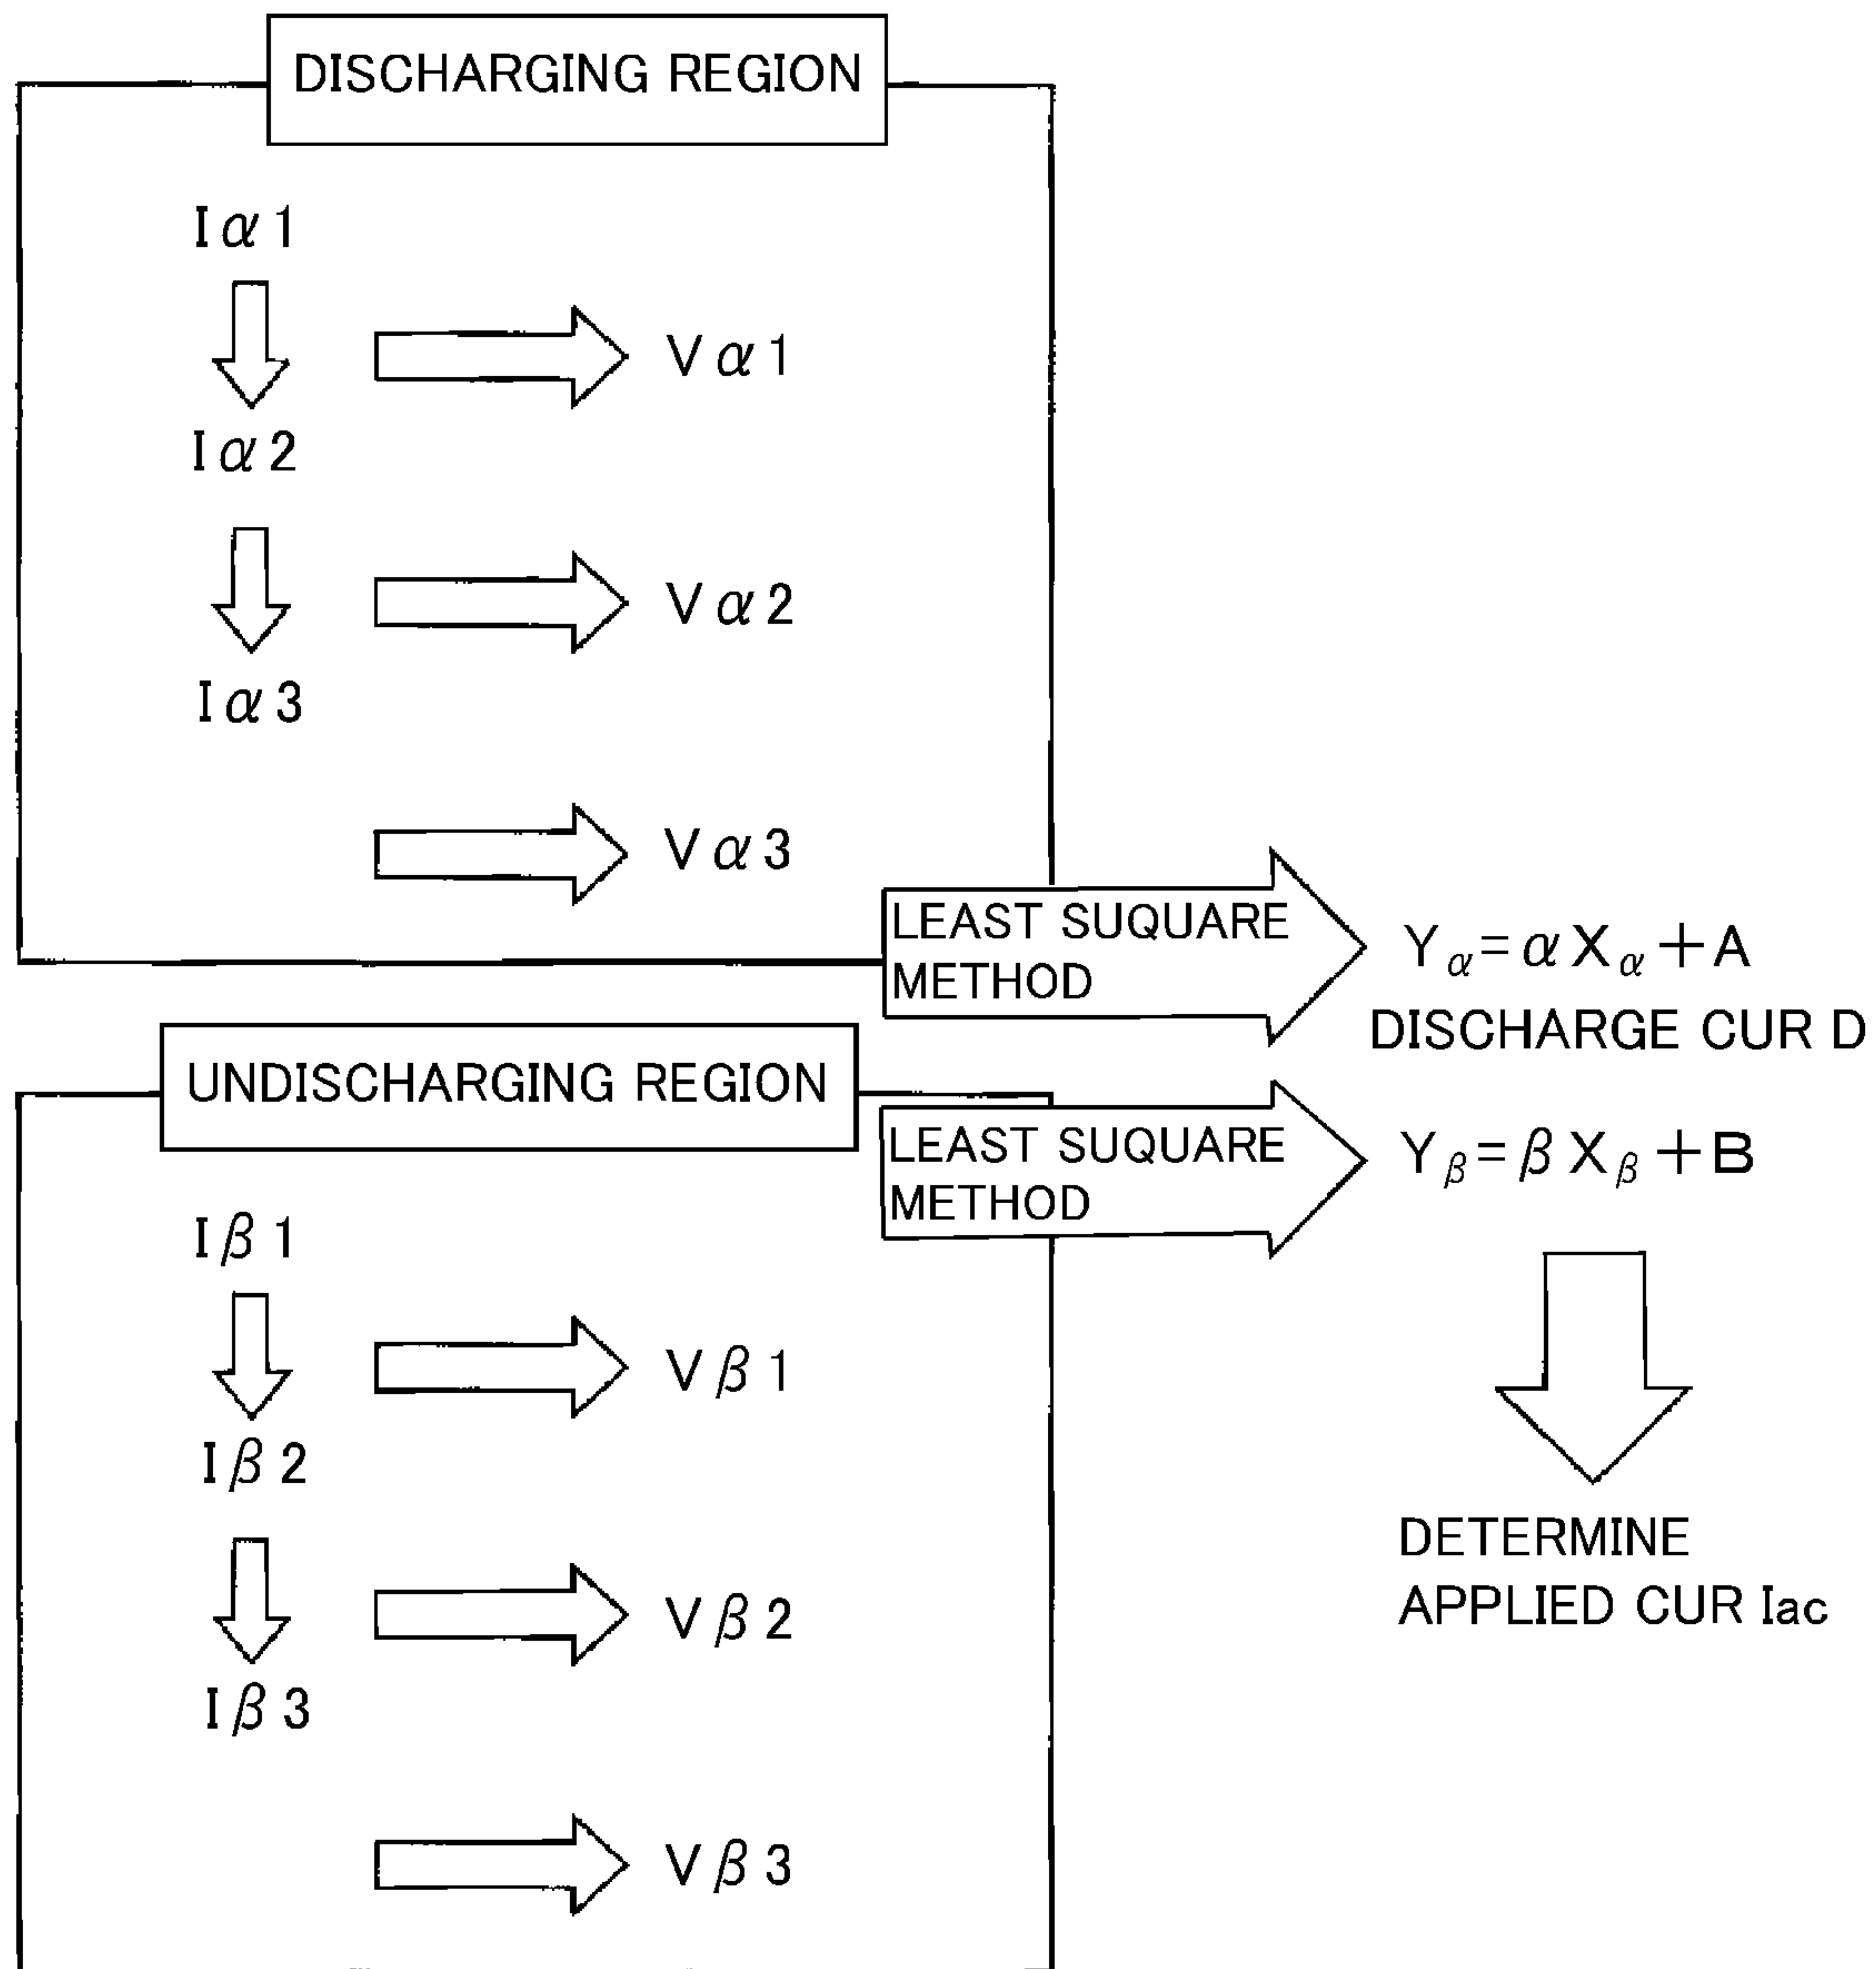 DISCHARGING REGION
Iα1
Vα1
Iα2
Vα2
Iα3
Vα3
LEAST SUQUARE
METHOD
Yα=αXα+A
DISCHARGE CUR D
UNDISCHARGING REGION
LEAST SUQUARE
METHOD
Yβ=βXβ+B
Iβ1
Vβ1
Iβ2
Vβ2
Iβ3
Vβ3
DETERMINE
APPLIED CUR Iac